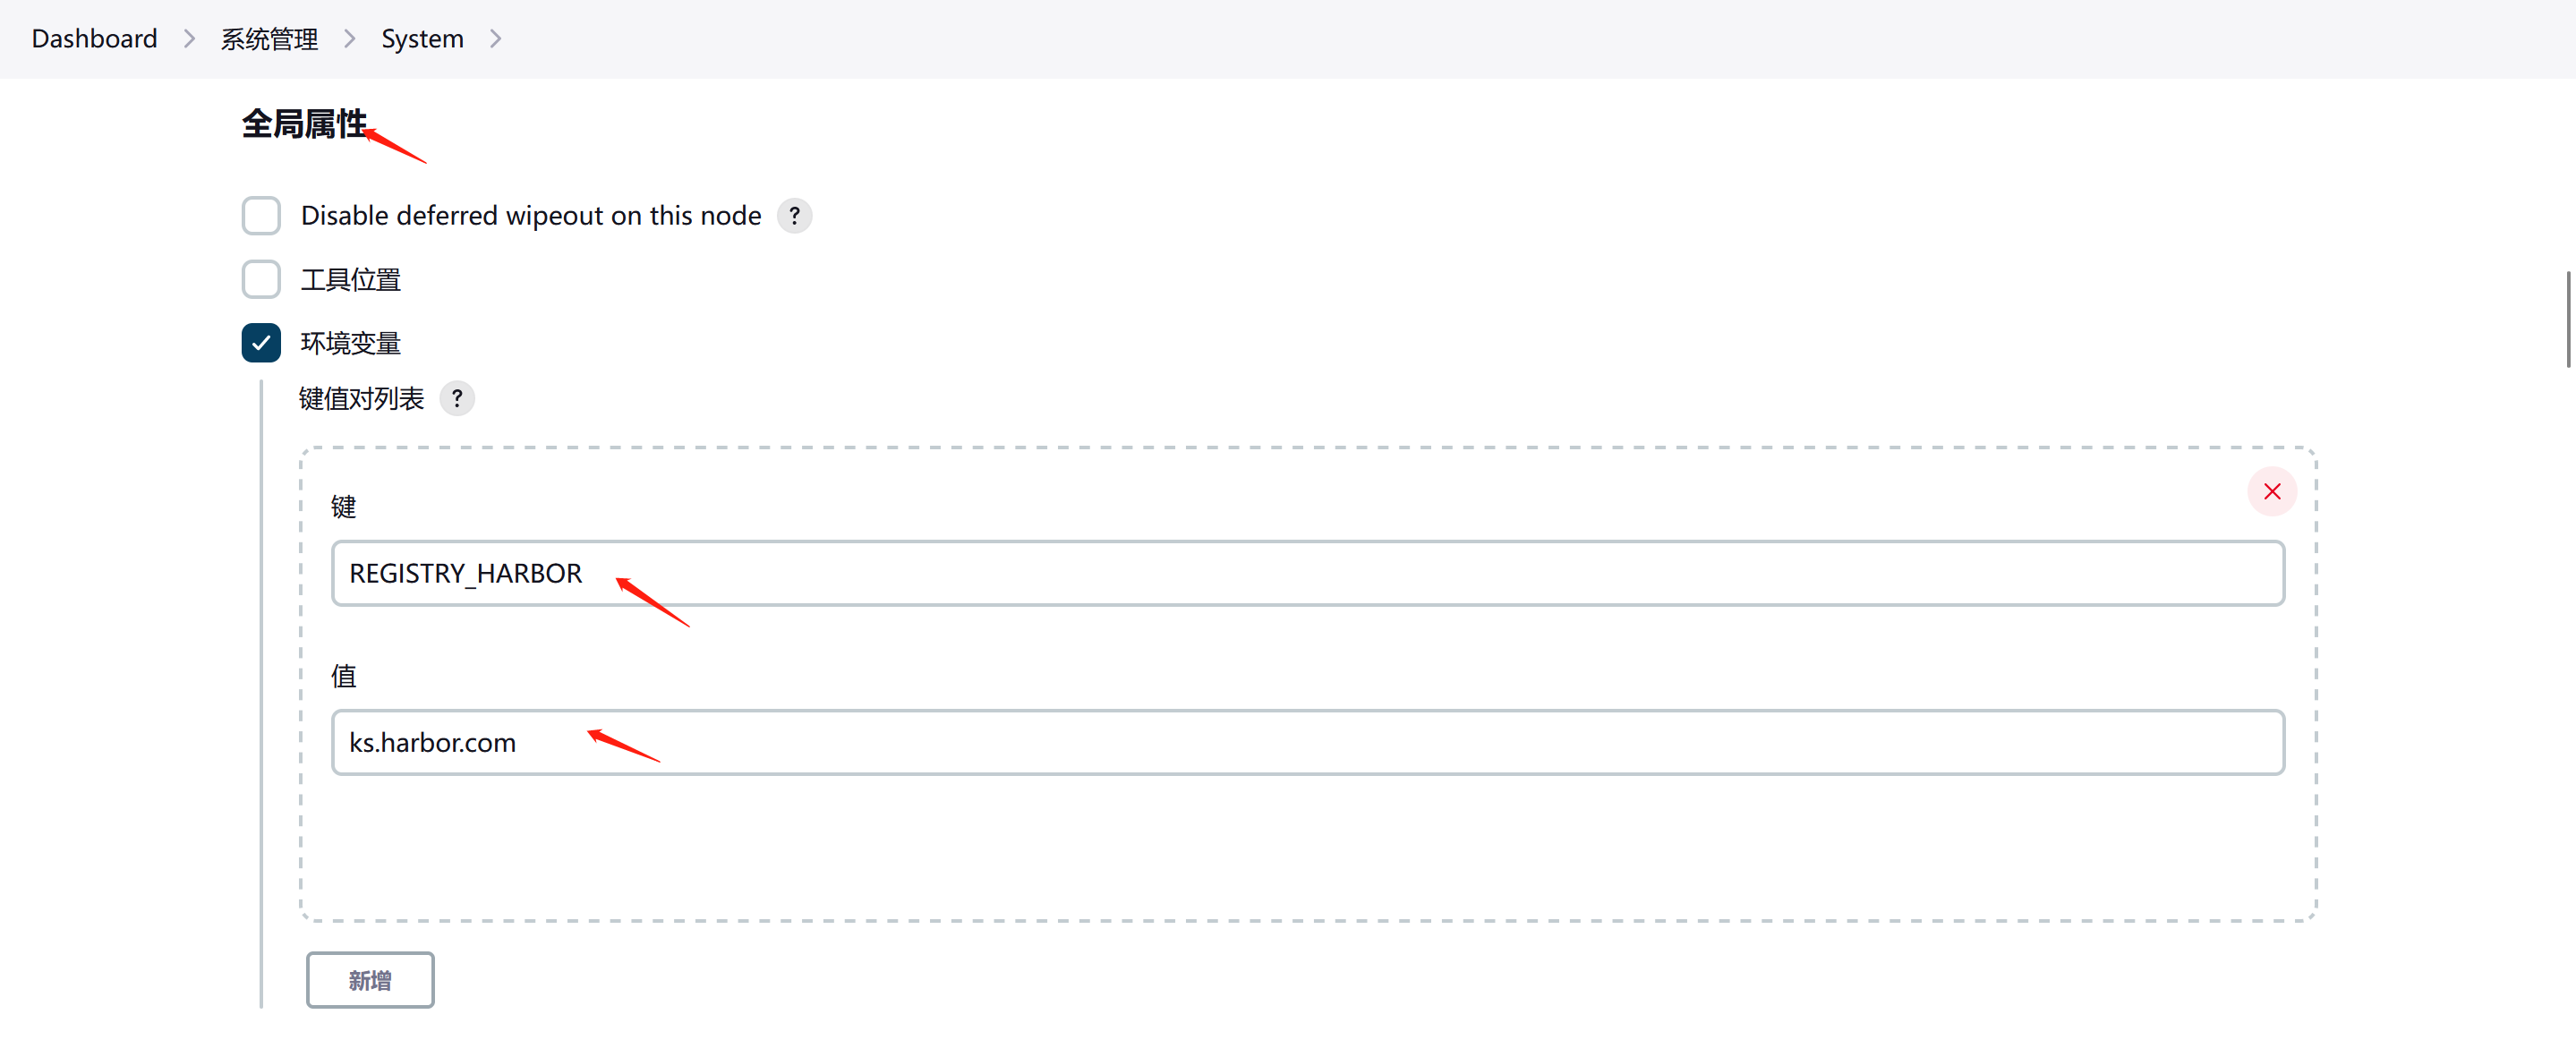 Dashboard > 系统管理 > System >
全局属性
Disable deferred wipeout on this node ?
工具位置
环境变量
键值对列表 ?
键
REGISTRY_HARBOR
值
ks.harbor.com
新增